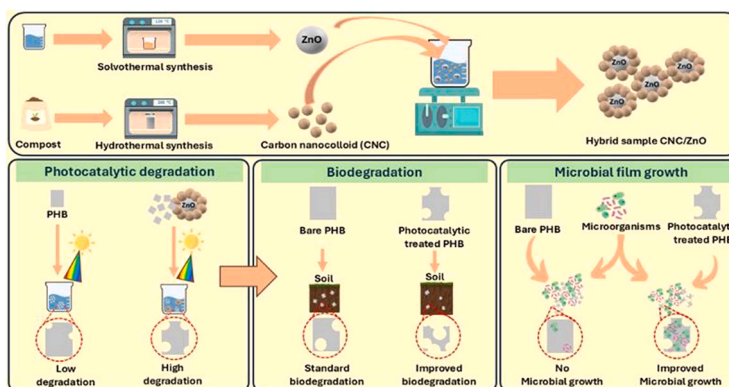 Solvothermal synthesis
ZnO
Compost
Hydrothermal synthesis
Carbon nanocolloid (CNC)
ZnO
ZnO
ZnO
ZnO
Hybrid sample CNC/ZnO
Photocatalytic degradation
PHB
ZnO
Low
degradation
High
degradation
Biodegradation
Bare PHB
Photocatalytic
treated PHB
Soil
Soil
Standard
biodegradation
Improved
biodegradation
Microbial film growth
Bare PHB
Microorganisms
Photocatalytic
treated PHB
No
Microbial growth
Improved
Microbial growth